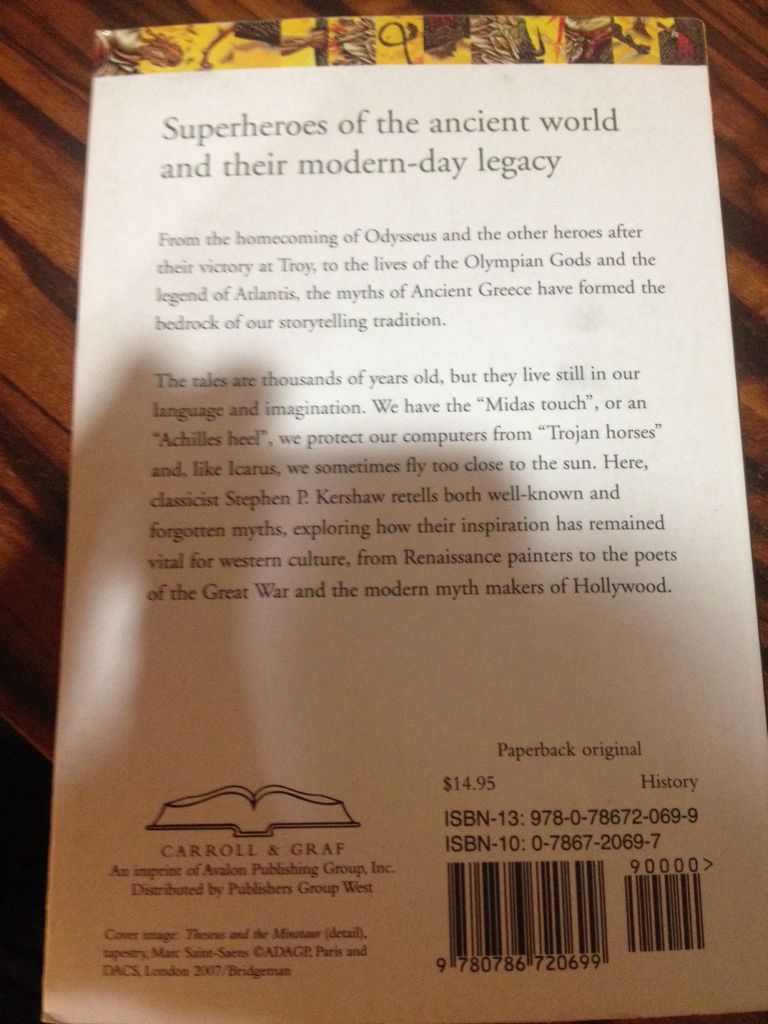 Superheroes of the ancient world
and their modern-day legacy
From the homecoming of Odysseus and the other heroes after
their victory at Troy, to the lives of the Olympian Gods and the
legend of Atlantis, the myths of Ancient Greece have formed the
bedrock of our storytelling tradition.
The tales are thousands of years old, but they live still in our
language and imagination. We have the “Midas touch”, or an
“Achilles heel”, we protect our computers from “Trojan horses”
and, like Icarus, we sometimes fly too close to the sun. Here,
classicist Stephen P. Kershaw retells both well-known and
forgotten myths, exploring how their inspiration has remained
vital for western culture, from Renaissance painters to the poets
of the Great War and the modern myth makers of Hollywood.
Paperback original
$14.95 History
ISBN-13: 978-0-78672-069-9
ISBN-10: 0-7867-2069-7
90000>
9 780786 720699
CARROLL & GRAF
An imprint of Avalon Publishing Group, Inc.
Distributed by Publishers Group West
Cover image: Theseus and the Minotaur (detail),
tapestry, Marc Saint-Saens ©ADAGP, Paris and
DACS, London 2007/Bridgeman